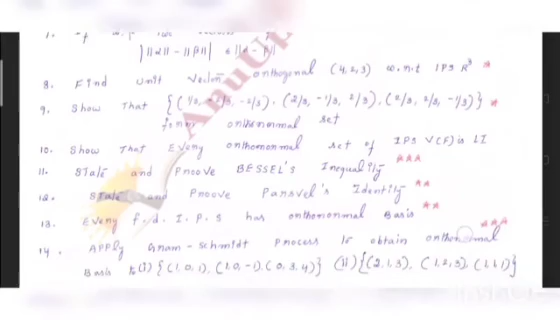 | ||α|| - ||β|| | ≤ ||α - β||
8. Find Unit Vector orthogonal (4,2,3) w.r.t IPS R³
9. Show That {(1/3, -2/3, -2/3), (2/3, -1/3, 2/3), (2/3, 2/3, -1/3)}
form orthonormal set
10. Show That Every orthonormal set of IPS V(F) is LI
11. State and Proove BESSEL's Inequality ***
12. State and Proove Parsvel's Identity **
13. Every f.d. I.P.S has orthonormal Basis **
14. APPLY Gram-schmidt Process to obtain orthonormal ***
Basis to (i) {(1,0,1), (1,0,-1), (0,3,4)} (ii) {(2,1,3), (1,2,3), (1,1,1)}